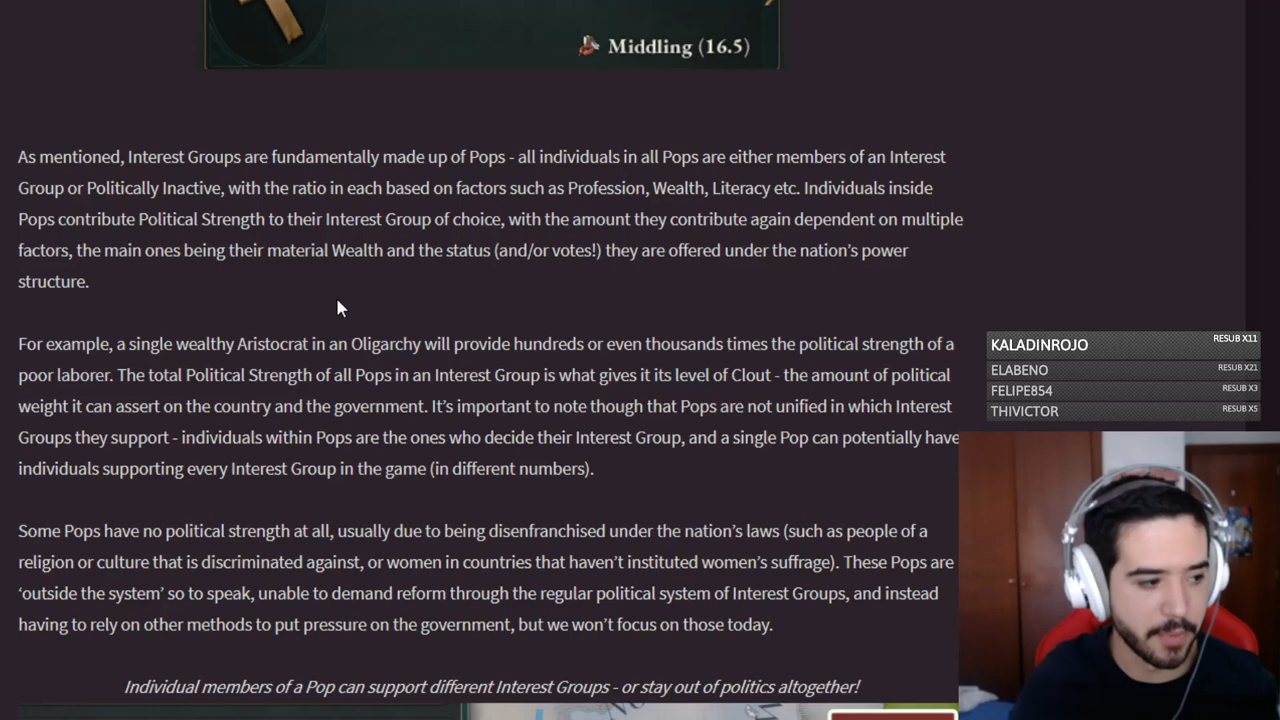 Middling (16.5)
As mentioned, Interest Groups are fundamentally made up of Pops - all individuals in all Pops are either members of an Interest
Group or Politically Inactive, with the ratio in each based on factors such as Profession, Wealth, Literacy etc. Individuals inside
Pops contribute Political Strength to their Interest Group of choice, with the amount they contribute again dependent on multiple
factors, the main ones being their material Wealth and the status (and/or votes!) they are offered under the nation’s power
structure.
For example, a single wealthy Aristocrat in an Oligarchy will provide hundreds or even thousands times the political strength of a
poor laborer. The total Political Strength of all Pops in an Interest Group is what gives it its level of Clout - the amount of political
weight it can assert on the country and the government. It’s important to note though that Pops are not unified in which Interest
Groups they support - individuals within Pops are the ones who decide their Interest Group, and a single Pop can potentially have
individuals supporting every Interest Group in the game (in different numbers).
Some Pops have no political strength at all, usually due to being disenfranchised under the nation’s laws (such as people of a
religion or culture that is discriminated against, or women in countries that haven’t instituted women’s suffrage). These Pops are
‘outside the system’ so to speak, unable to demand reform through the regular political system of Interest Groups, and instead
having to rely on other methods to put pressure on the government, but we won’t focus on those today.
Individual members of a Pop can support different Interest Groups - or stay out of politics altogether!
KALADINROJO RESUB X11
ELABENO RESUB X21
FELIPE854 RESUB X3
THIVICTOR RESUB X5